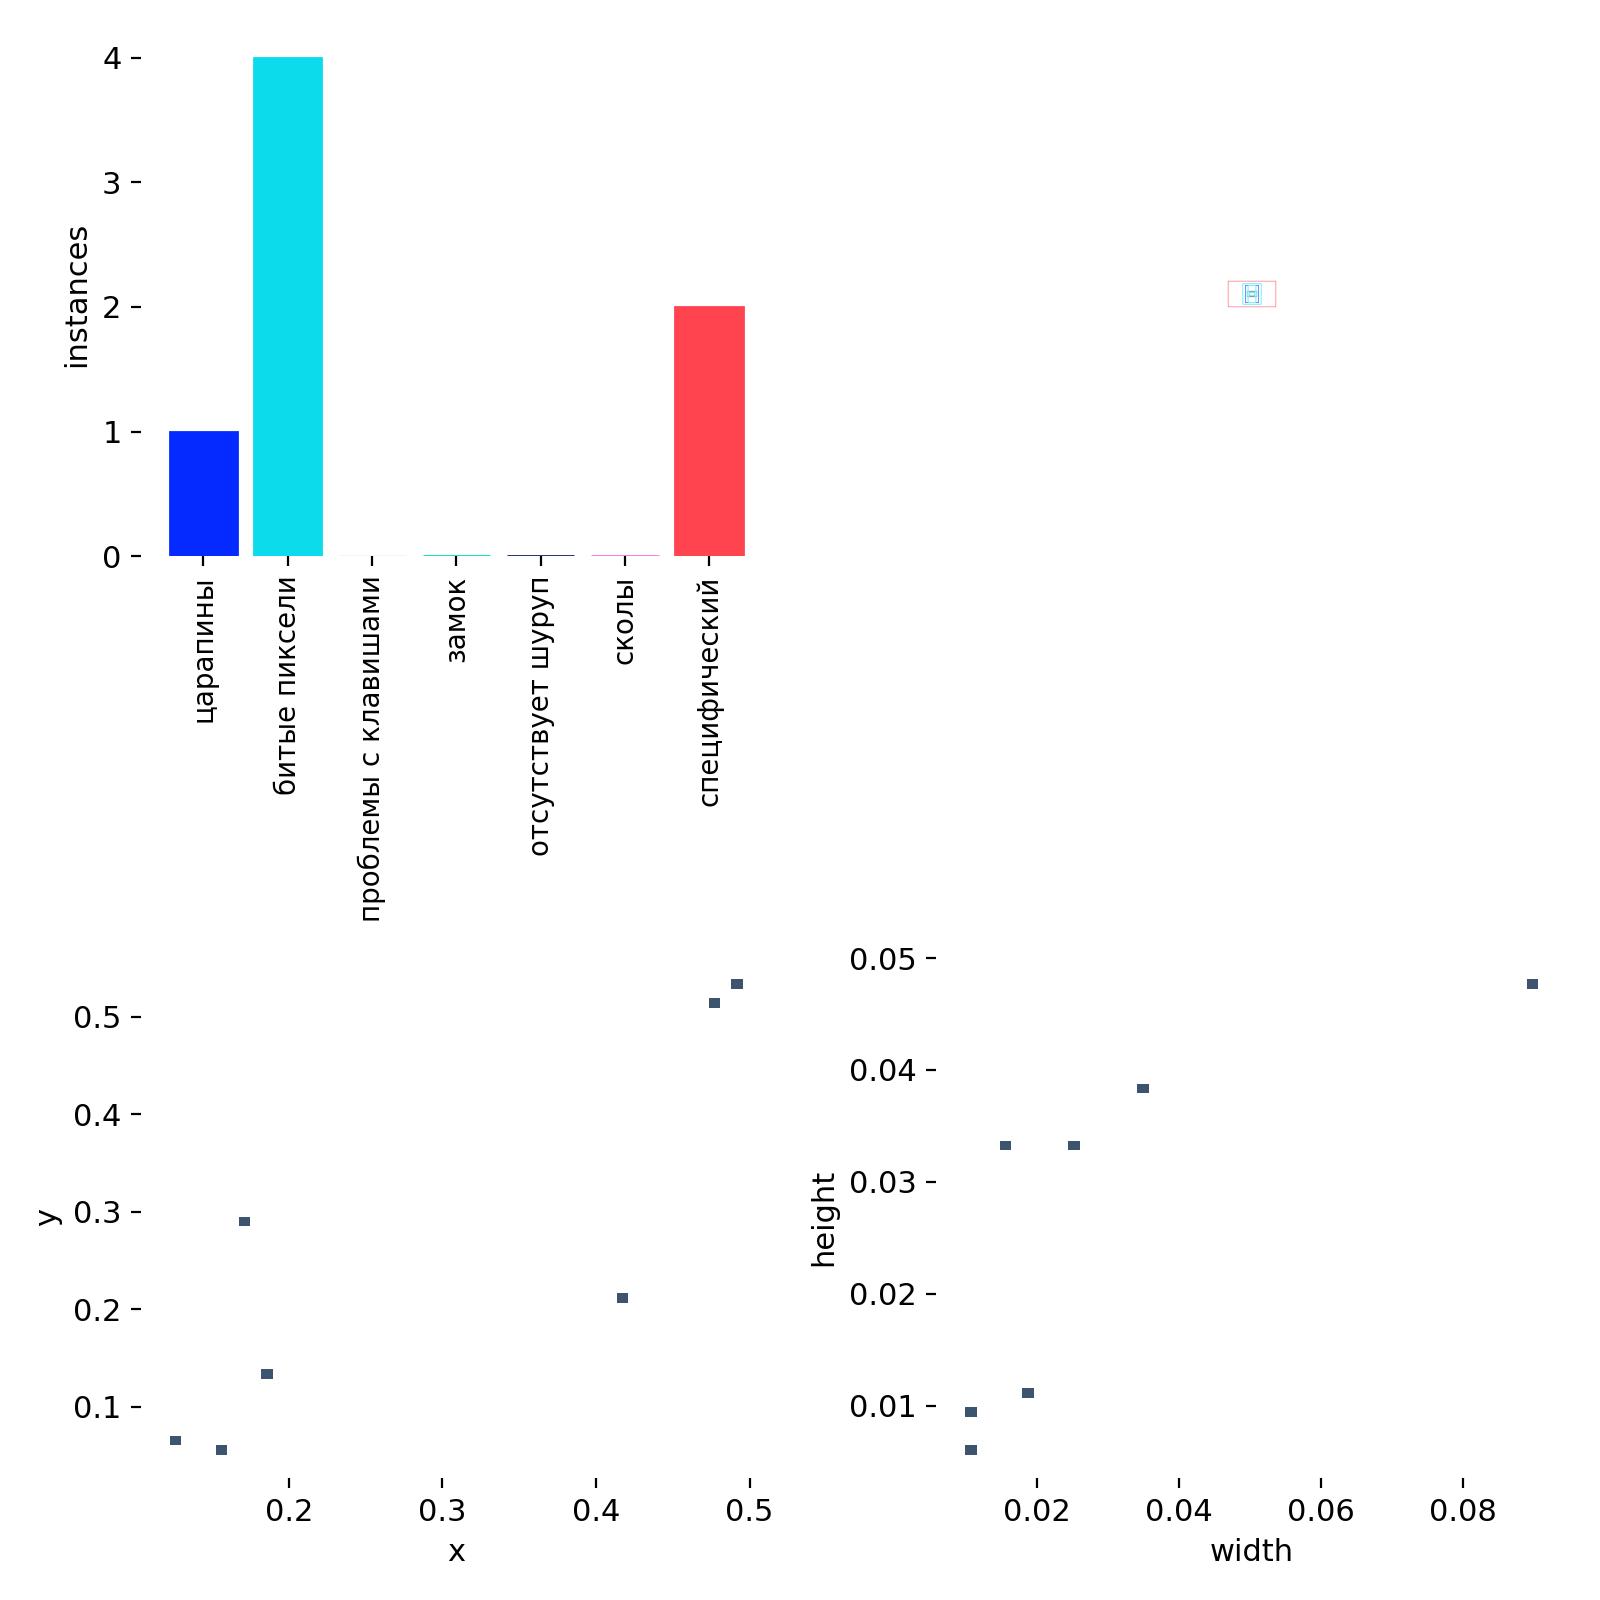 4
3
2
1
0
instances
царапины
битые пиксели
проблемы с клавишами
замок
отсутствует шуруп
сколы
специфический
0.5
0.4
0.3
0.2
0.1
y
0.2
0.3
0.4
0.5
x
0.05
0.04
0.03
0.02
0.01
height
0.02
0.04
0.06
0.08
width